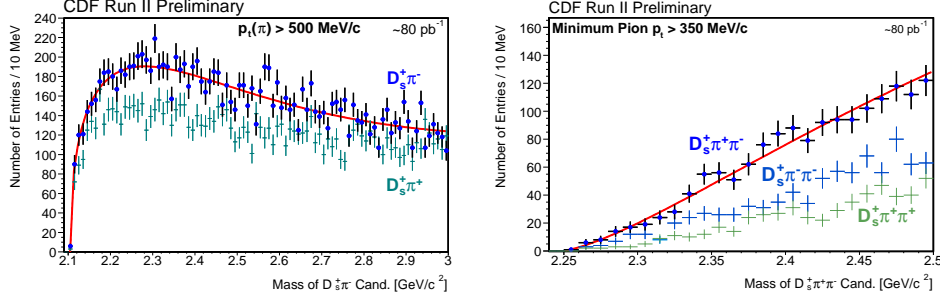 CDF Run II Preliminary
p_t(π) > 500 MeV/c
~80 pb⁻¹
D_s⁺π⁻
D_s⁺π⁺
Number of Entries / 10 MeV
240
220
200
180
160
140
120
100
80
60
40
20
0
2.1 2.2 2.3 2.4 2.5 2.6 2.7 2.8 2.9 3
Mass of D_s⁺π⁻ Cand. [GeV/c²]
CDF Run II Preliminary
Minimum Pion p_t > 350 MeV/c
~80 pb⁻¹
D_s⁺π⁺π⁻
D_s⁺π⁻π⁻
D_s⁺π⁺π⁺
Number of Entries / 10 MeV
160
140
120
100
80
60
40
20
0
2.25 2.3 2.35 2.4 2.45 2.5
Mass of D_s⁺π⁺π⁻ Cand. [GeV/c²]